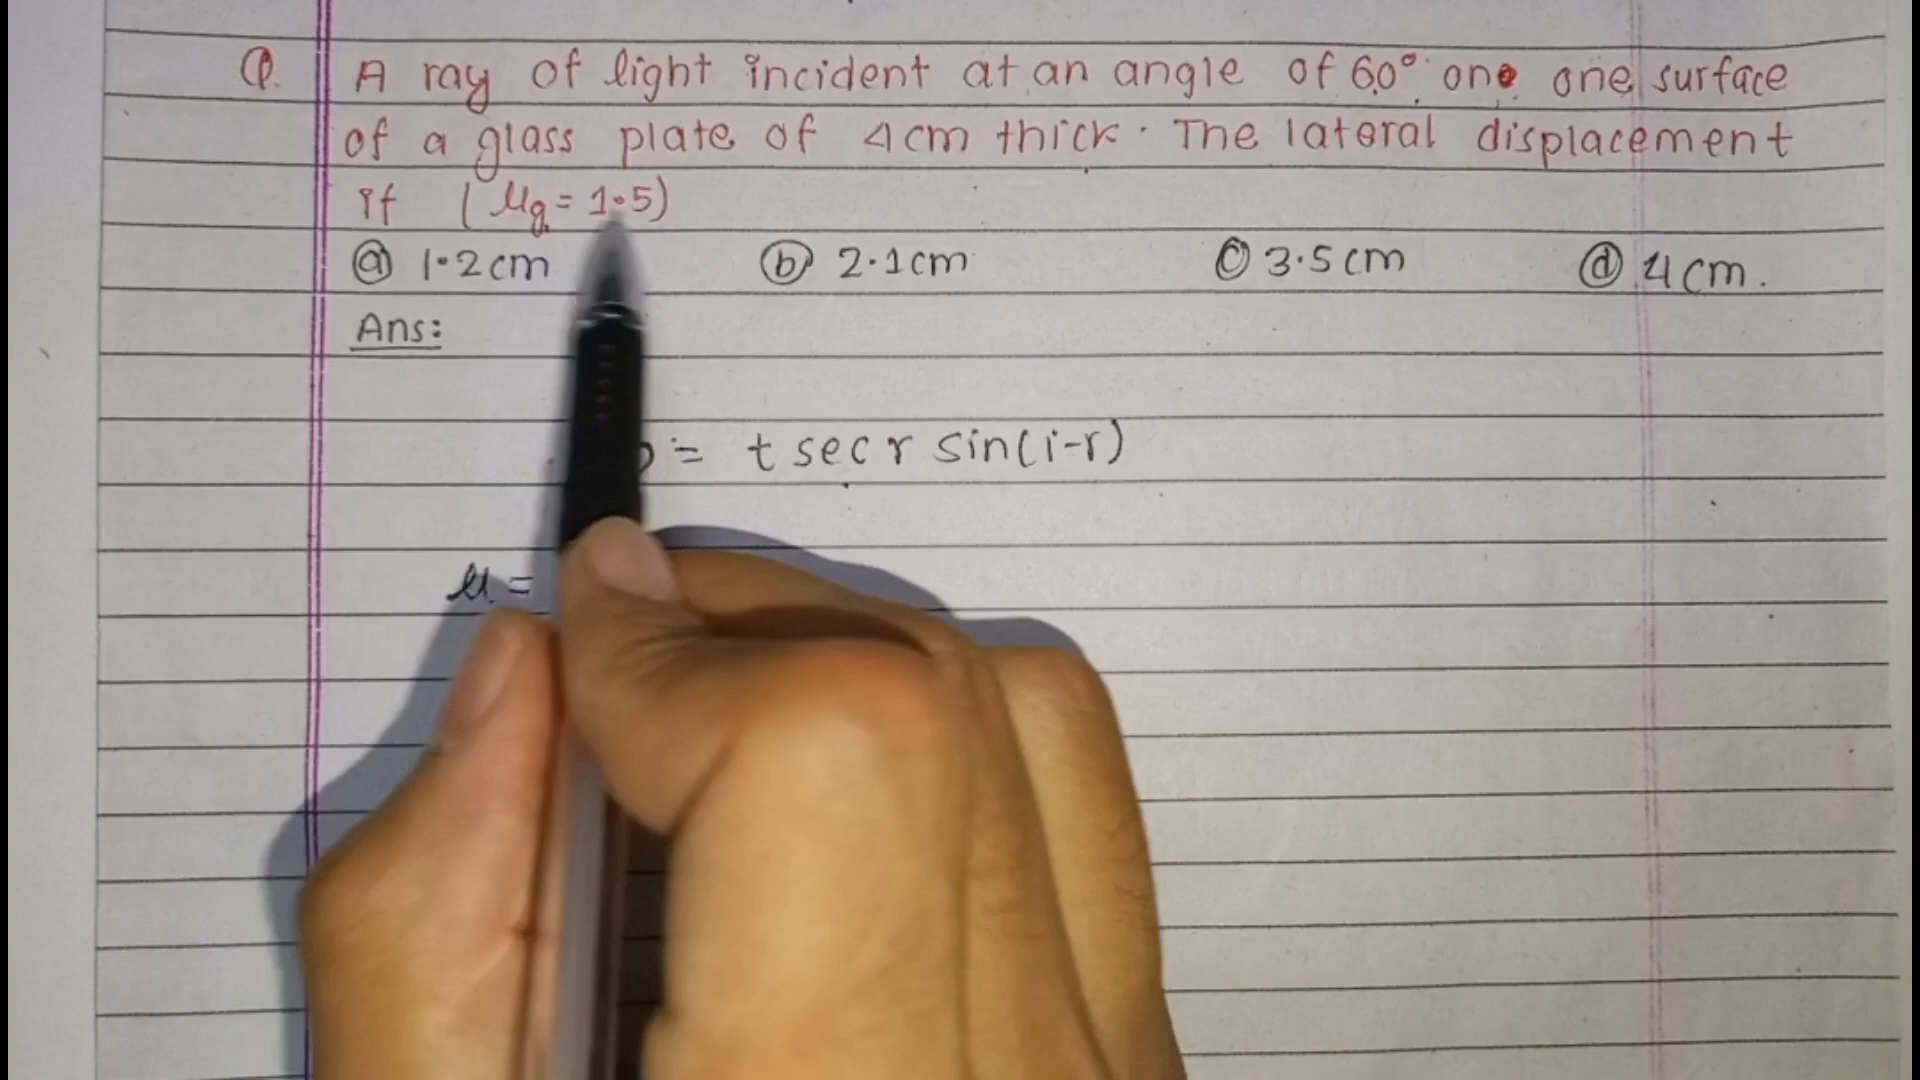 Q. A ray of light incident at an angle of 60° one one surface
of a glass plate of 4cm thick. The lateral displacement
if (μg = 1.5)
ⓐ 1.2cm ⓑ 2.1cm ⓒ 3.5cm ⓓ 4cm.
Ans:
= t sec r sin(i-r)
μ =